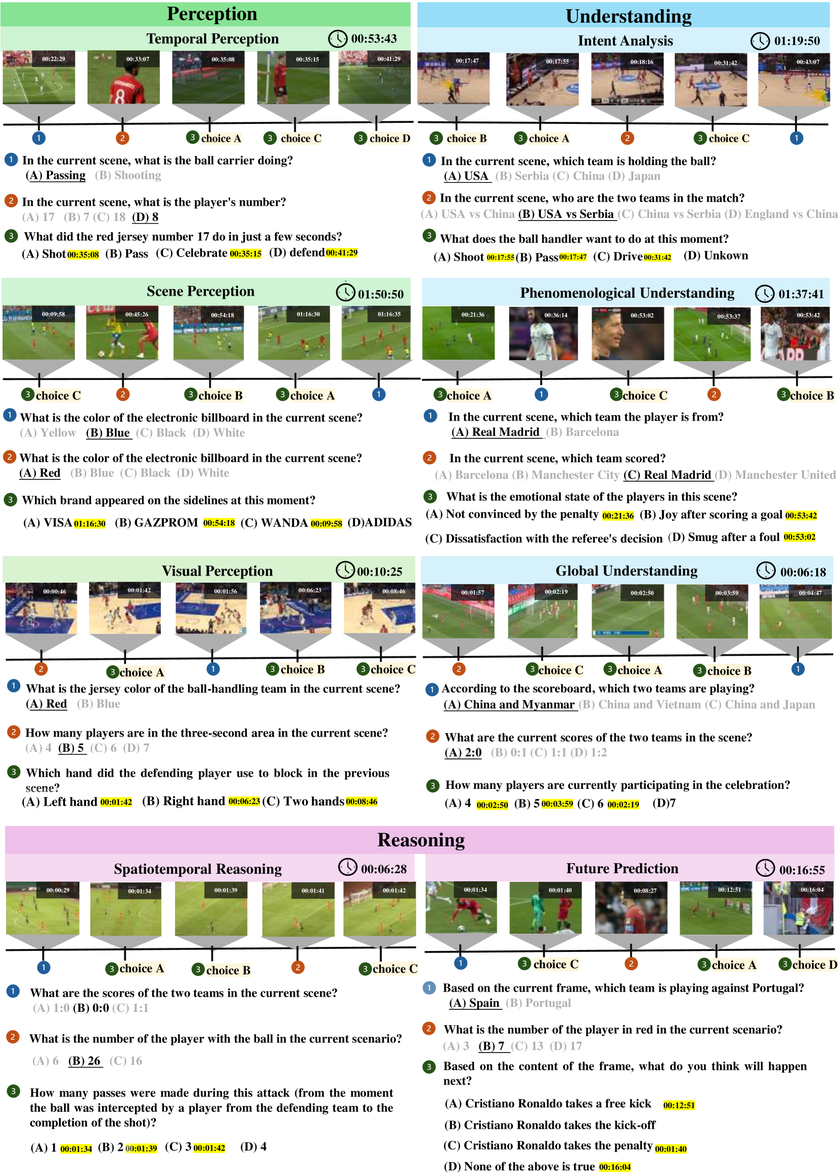 Perception
Temporal Perception
00:53:43
00:22:29
00:33:07
00:35:08
00:35:15
00:41:29
1
2
3 choice A
3 choice C
3 choice D
1 In the current scene, what is the ball carrier doing?
(A) Passing (B) Shooting
2 In the current scene, what is the player's number?
(A) 17 (B) 7 (C) 18 (D) 8
3 What did the red jersey number 17 do in just a few seconds?
(A) Shot 00:35:08 (B) Pass (C) Celebrate 00:35:15 (D) defend 00:41:29
Understanding
Intent Analysis
01:19:50
00:17:47
00:17:55
00:18:16
00:31:42
00:43:07
3 choice B
3 choice A
2
3 choice C
1
1 In the current scene, which team is holding the ball?
(A) USA (B) Serbia (C) China (D) Japan
2 In the current scene, who are the two teams in the match?
(A) USA vs China (B) USA vs Serbia (C) China vs Serbia (D) England vs China
3 What does the ball handler want to do at this moment?
(A) Shoot 00:17:55 (B) Pass 00:17:47 (C) Drive 00:31:42 (D) Unkown
Scene Perception
01:50:50
00:09:58
00:45:26
00:54:18
01:16:30
01:16:35
3 choice C
2
3 choice B
3 choice A
1
1 What is the color of the electronic billboard in the current scene?
(A) Yellow (B) Blue (C) Black (D) White
2 What is the color of the electronic billboard in the current scene?
(A) Red (B) Blue (C) Black (D) White
3 Which brand appeared on the sidelines at this moment?
(A) VISA 01:16:30 (B) GAZPROM 00:54:18 (C) WANDA 00:09:58 (D)ADIDAS
Phenomenological Understanding
01:37:41
00:21:36
00:36:14
00:53:02
00:53:37
00:53:42
3 choice A
1
3 choice C
2
3 choice B
1 In the current scene, which team the player is from?
(A) Real Madrid (B) Barcelona
2 In the current scene, which team scored?
(A) Barcelona (B) Manchester City (C) Real Madrid (D) Manchester United
3 What is the emotional state of the players in this scene?
(A) Not convinced by the penalty 00:21:36 (B) Joy after scoring a goal 00:53:42
(C) Dissatisfaction with the referee's decision (D) Smug after a foul 00:53:02
Visual Perception
00:10:25
00:00:46
00:01:42
00:01:56
00:06:23
00:08:46
2
3 choice A
1
3 choice B
3 choice C
1 What is the jersey color of the ball-handling team in the current scene?
(A) Red (B) Blue
2 How many players are in the three-second area in the current scene?
(A) 4 (B) 5 (C) 6 (D) 7
3 Which hand did the defending player use to block in the previous
scene?
(A) Left hand 00:01:42 (B) Right hand 00:06:23 (C) Two hands 00:08:46
Global Understanding
00:06:18
00:01:57
00:02:19
00:02:50
00:03:59
00:04:47
2
3 choice C
3 choice A
3 choice B
1
1 According to the scoreboard, which two teams are playing?
(A) China and Myanmar (B) China and Vietnam (C) China and Japan
2 What are the current scores of the two teams in the scene?
(A) 2:0 (B) 0:1 (C) 1:1 (D) 1:2
3 How many players are currently participating in the celebration?
(A) 4 00:02:50 (B) 5 00:03:59 (C) 6 00:02:19 (D)7
Reasoning
Spatiotemporal Reasoning
00:06:28
00:00:29
00:01:34
00:01:39
00:01:41
00:01:42
1
3 choice A
3 choice B
2
3 choice C
1 What are the scores of the two teams in the current scene?
(A) 1:0 (B) 0:0 (C) 1:1
2 What is the number of the player with the ball in the current scenario?
(A) 6 (B) 26 (C) 16
3 How many passes were made during this attack (from the moment
the ball was intercepted by a player from the defending team to the
completion of the shot)?
(A) 1 00:01:34 (B) 2 00:01:39 (C) 3 00:01:42 (D) 4
Future Prediction
00:16:55
00:01:34
00:01:40
00:08:27
00:12:51
00:16:04
1
3 choice C
2
3 choice A
3 choice D
1 Based on the current frame, which team is playing against Portugal?
(A) Spain (B) Portugal
2 What is the number of the player in red in the current scenario?
(A) 3 (B) 7 (C) 13 (D) 17
3 Based on the content of the frame, what do you think will happen
next?
(A) Cristiano Ronaldo takes a free kick 00:12:51
(B) Cristiano Ronaldo takes the kick-off
(C) Cristiano Ronaldo takes the penalty 00:01:40
(D) None of the above is true 00:16:04